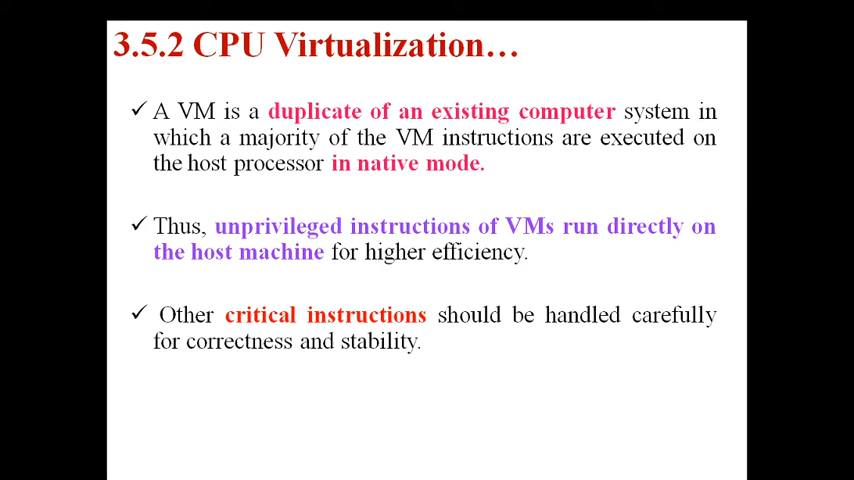 3.5.2 CPU Virtualization…
✓ A VM is a duplicate of an existing computer system in
which a majority of the VM instructions are executed on
the host processor in native mode.
✓ Thus, unprivileged instructions of VMs run directly on
the host machine for higher efficiency.
✓ Other critical instructions should be handled carefully
for correctness and stability.